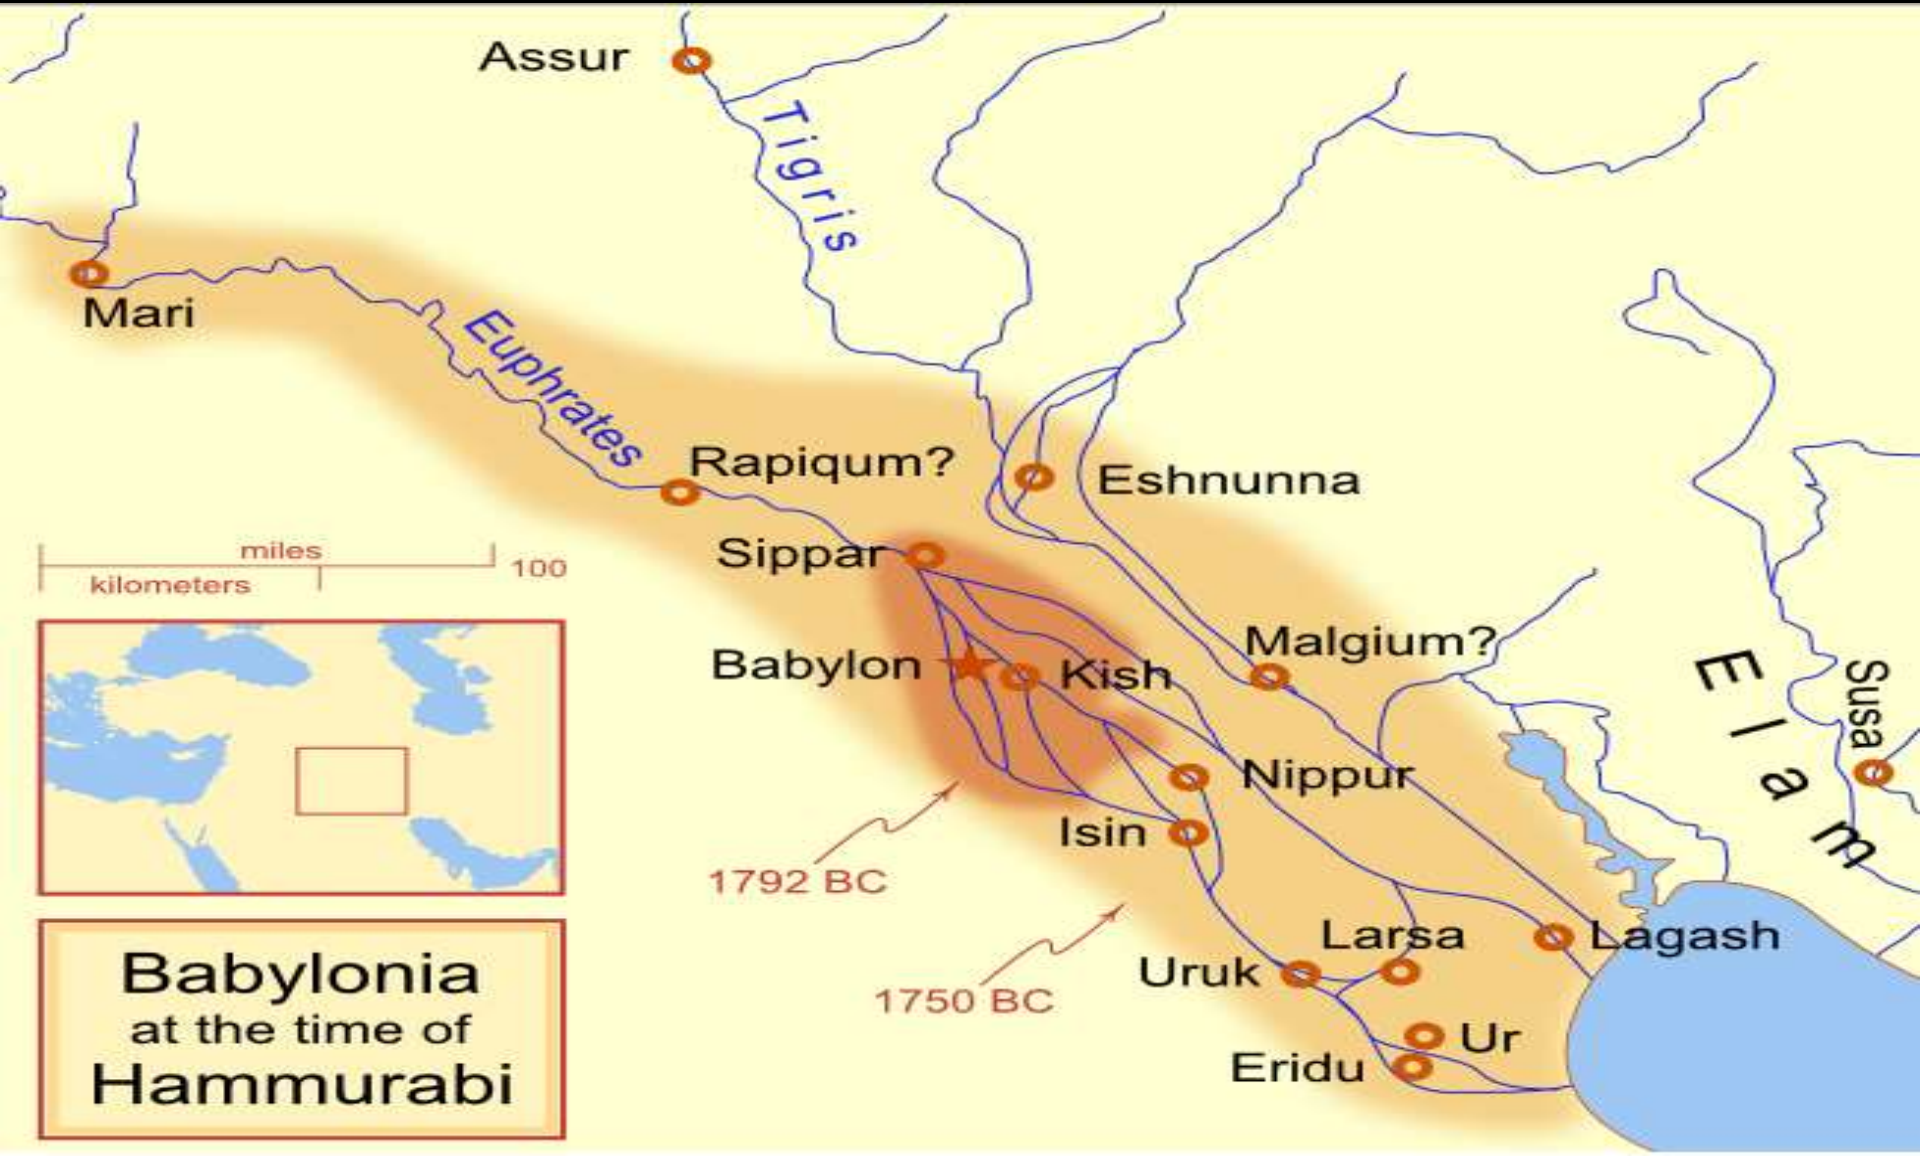 Assur
Tigris
Mari
Euphrates
Rapiqum?
Eshnunna
Sippar
miles
100
kilometers
Malgium?
Babylon
Kish
Elam
Susa
Nippur
Isin
1792 BC
Larsa
Lagash
Uruk
1750 BC
Ur
Eridu
Babylonia
at the time of
Hammurabi